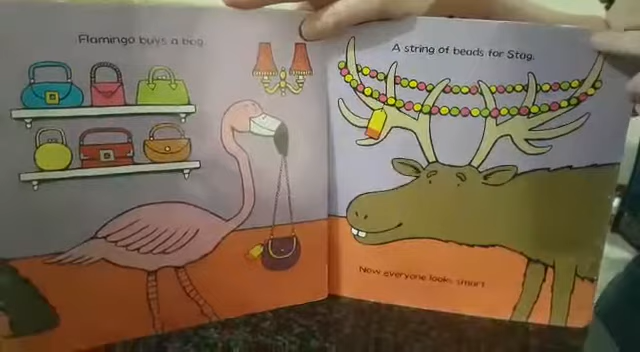 Flamingo buys a bag.
A string of beads for Stag.
Now everyone looks smart.